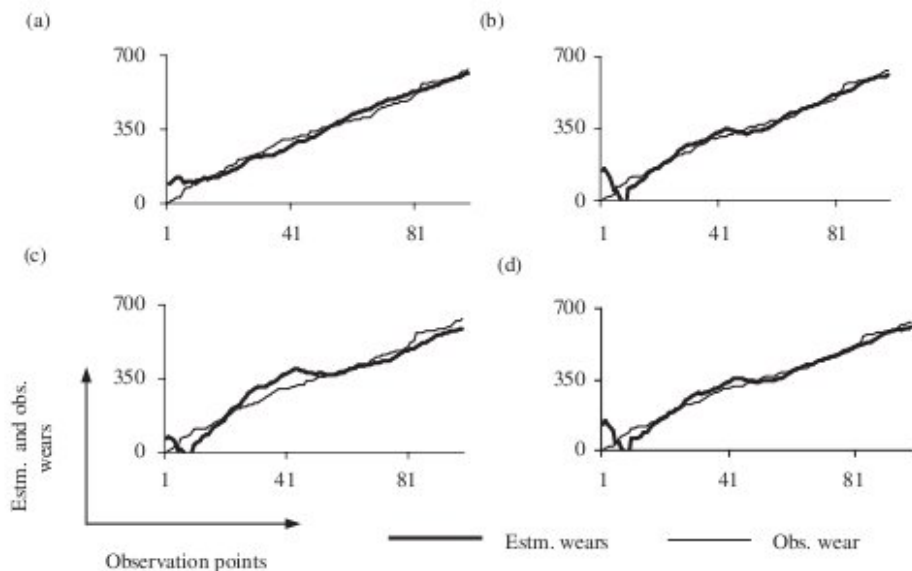 (a)
700
350
0
1 41 81
(b)
700
350
0
1 41 81
(c)
700
350
0
1 41 81
(d)
700
350
0
1 41 81
Estm. and obs.
wears
Observation points
Estm. wears
Obs. wear